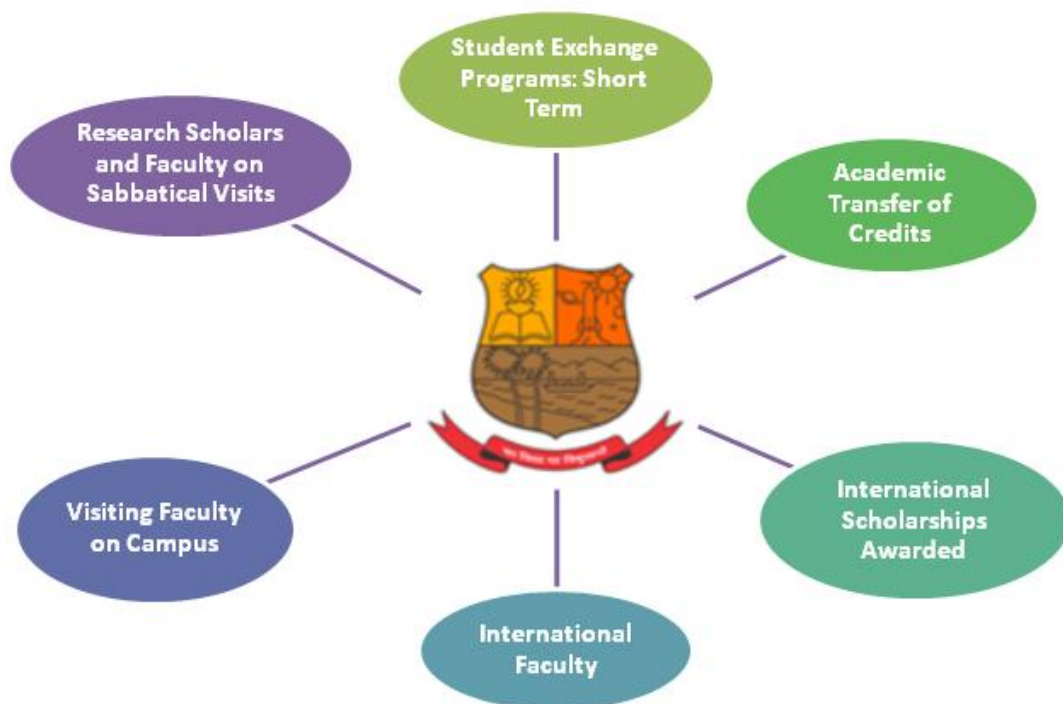 Student Exchange
Programs: Short
Term
Research Scholars
and Faculty on
Sabbatical Visits
Academic
Transfer of
Credits
Visiting Faculty
on Campus
International
Scholarships
Awarded
International
Faculty